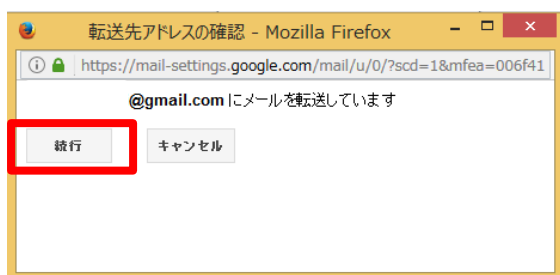 転送先アドレスの確認 - Mozilla Firefox
https://mail-settings.google.com/mail/u/0/?scd=1&mfea=006f41
@gmail.com にメールを転送しています
続行 キャンセル